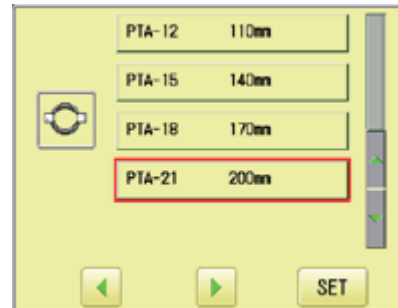 PTA-12 110mm
PTA-15 140mm
PTA-18 170mm
PTA-21 200mm
SET